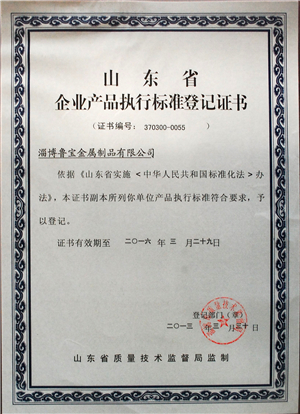 山东省
企业产品执行标准登记证书
（证书编号： 370300-0055 ）
淄博鲁宝金属制品有限公司
依据《山东省实施<中华人民共和国标准化法>办
法》，本证书副本所列你单位产品执行标准符合要求，予
以登记。
证书有效期至 二〇一六 年 三 月 二十九 日
登记部门（章）
二〇一三 年 三 月 三十 日
山东省质量技术监督局监制